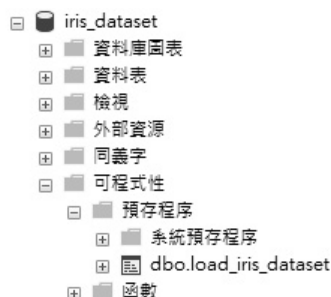 iris_dataset
資料庫圖表
資料表
檢視
外部資源
同義字
可程式性
預存程序
系統預存程序
dbo.load_iris_dataset
函數